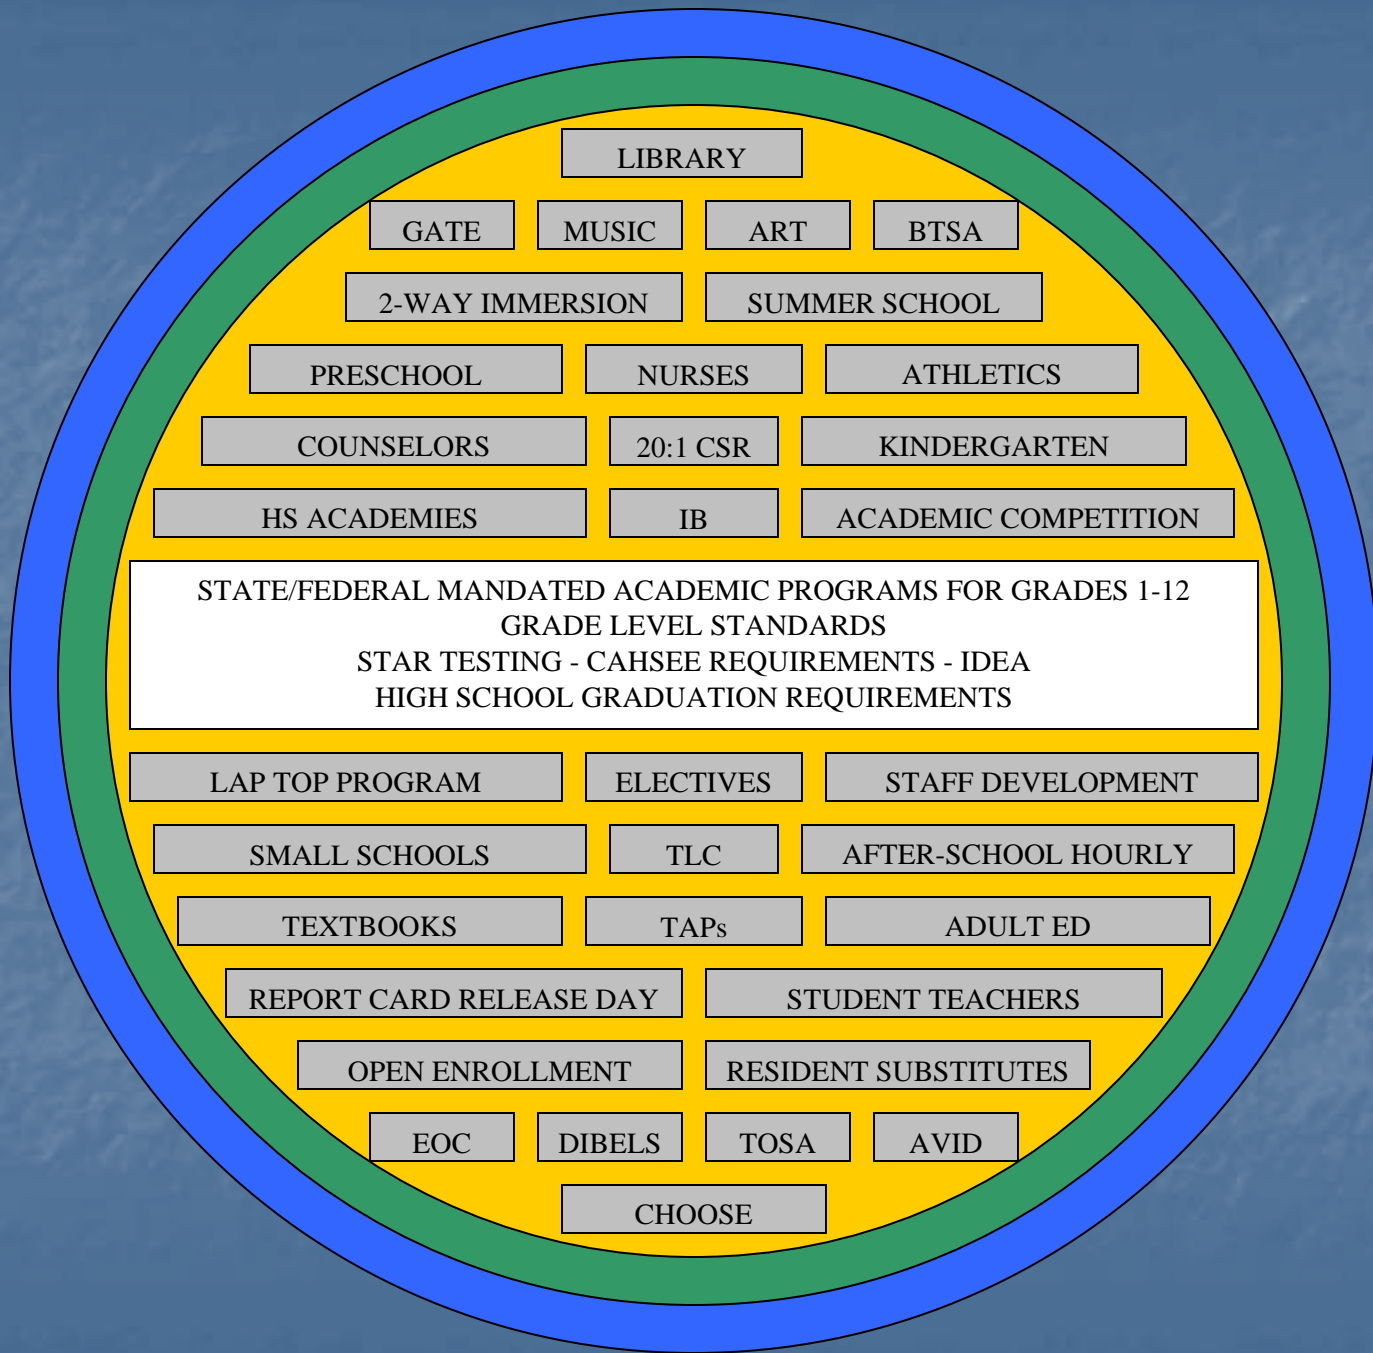 LIBRARY
GATE MUSIC ART BTSA
2-WAY IMMERSION SUMMER SCHOOL
PRESCHOOL NURSES ATHLETICS
COUNSELORS 20:1 CSR KINDERGARTEN
HS ACADEMIES IB ACADEMIC COMPETITION
STATE/FEDERAL MANDATED ACADEMIC PROGRAMS FOR GRADES 1-12
GRADE LEVEL STANDARDS
STAR TESTING - CAHSEE REQUIREMENTS - IDEA
HIGH SCHOOL GRADUATION REQUIREMENTS
LAP TOP PROGRAM ELECTIVES STAFF DEVELOPMENT
SMALL SCHOOLS TLC AFTER-SCHOOL HOURLY
TEXTBOOKS TAPs ADULT ED
REPORT CARD RELEASE DAY STUDENT TEACHERS
OPEN ENROLLMENT RESIDENT SUBSTITUTES
EOC DIBELS TOSA AVID
CHOOSE